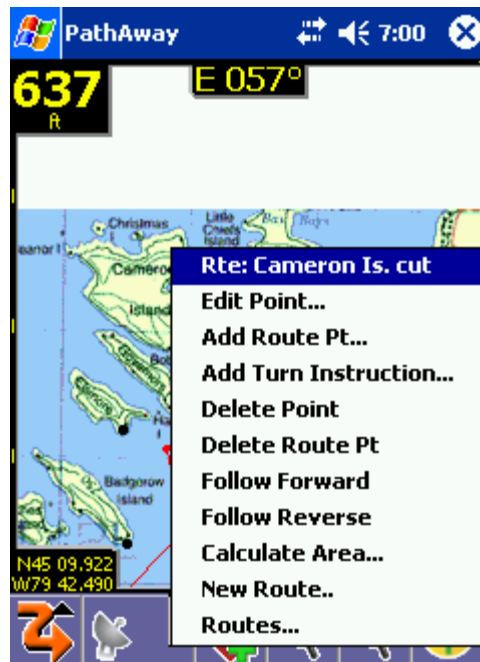 PathAway 7:00
637
ft
E 057°
Christmas
Little
Chiefs
Island
Bay
Rte: Cameron Is. cut
Edit Point...
Add Route Pt...
Add Turn Instruction...
Delete Point
Delete Route Pt
Follow Forward
Follow Reverse
Calculate Area...
New Route..
Routes...
Island
Badgerow
Island
N45 09.922
W79 42.490